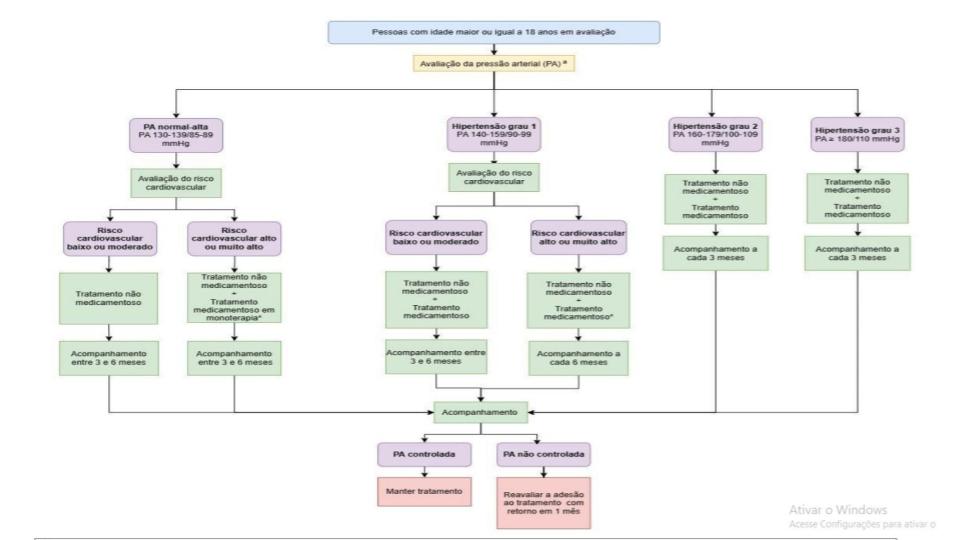 Pessoas com idade maior ou igual a 18 anos em avaliação
Avaliação da pressão arterial (PA) a
PA normal-alta
PA 130-139/85-89
mmHg
Hipertensão grau 1
PA 140-159/90-99
mmHg
Hipertensão grau 2
PA 160-179/100-109
mmHg
Hipertensão grau 3
PA = 180/110 mmHg
Avaliação do risco
cardiovascular
Avaliação do risco
cardiovascular
Tratamento não
medicamentoso
+
Tratamento
medicamentoso
Tratamento não
medicamentoso
+
Tratamento
medicamentoso
Risco
cardiovascular
baixo ou moderado
Risco
cardiovascular alto
ou muito alto
Risco cardiovascular
baixo ou moderado
Risco cardiovascular
alto ou muito alto
Acompanhamento a
cada 3 meses
Acompanhamento a
cada 3 meses
Tratamento não
medicamentoso
Tratamento não
medicamentoso
+
Tratamento
medicamentoso em
monoterapia*
Tratamento não
medicamentoso
+
Tratamento
medicamentoso
Tratamento não
medicamentoso
+
Tratamento
medicamentoso*
Acompanhamento
entre 3 e 6 meses
Acompanhamento
entre 3 e 6 meses
Acompanhamento entre
3 e 6 meses
Acompanhamento a
cada 6 meses
Acompanhamento
PA controlada
PA não controlada
Manter tratamento
Reavaliar a adesão
ao tratamento com
retorno em 1 mês
Ativar o Windows
Acesse Configurações para ativar o